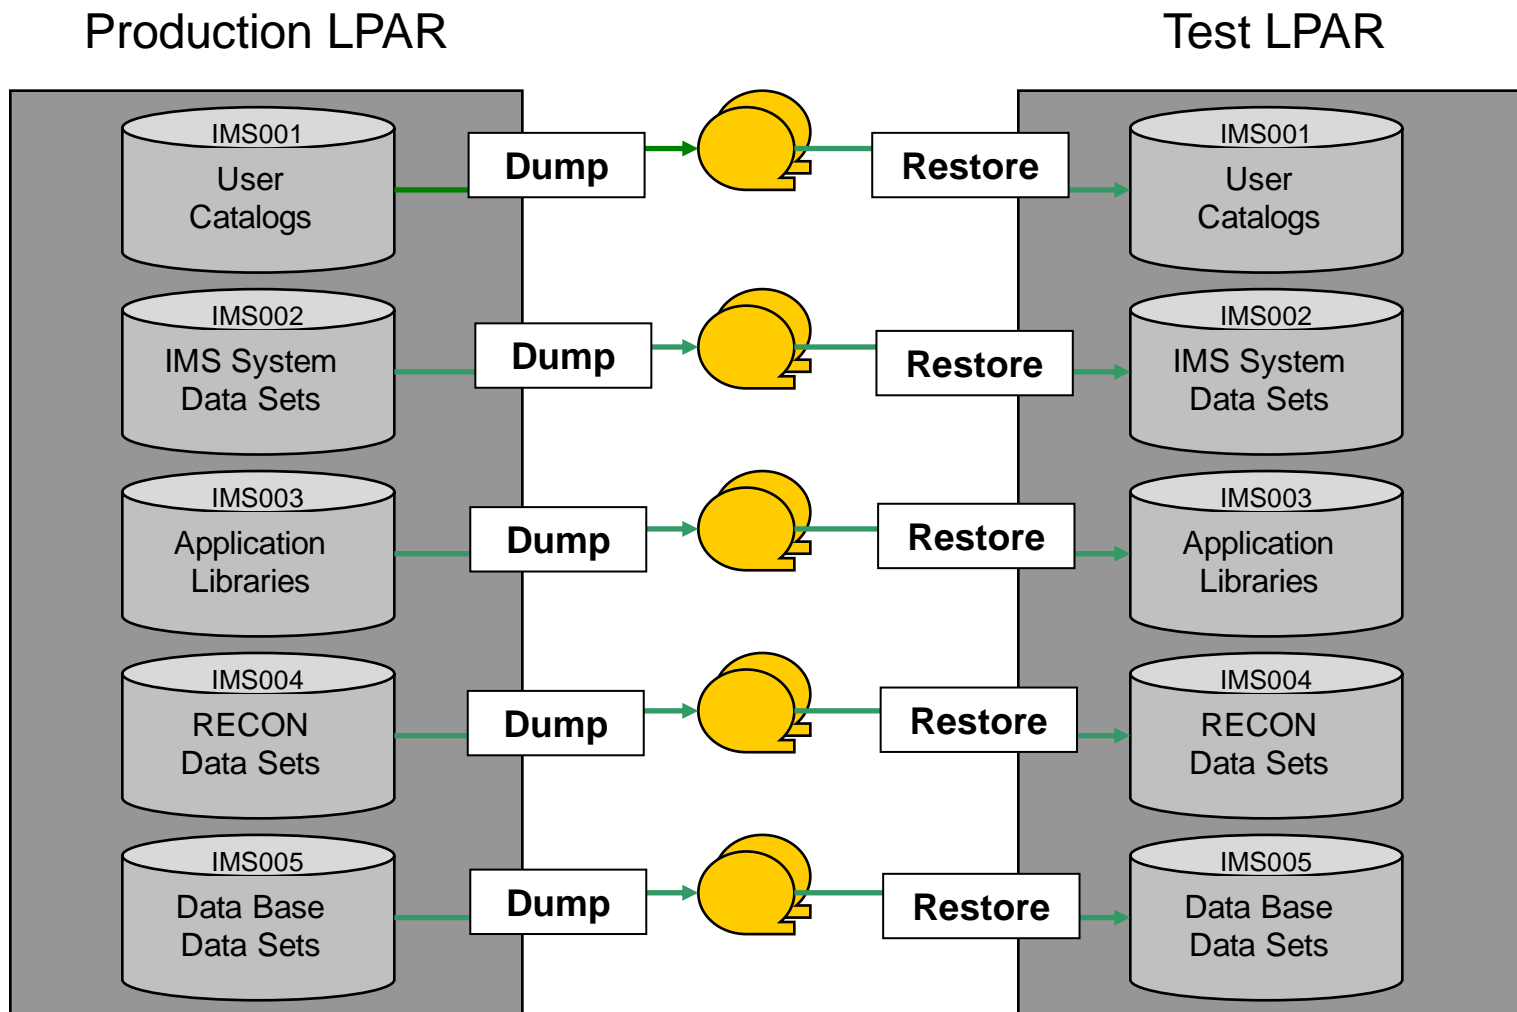 Production LPAR
Test LPAR
IMS001
User
Catalogs
Dump
Restore
IMS001
User
Catalogs
IMS002
IMS System
Data Sets
Dump
Restore
IMS002
IMS System
Data Sets
IMS003
Application
Libraries
Dump
Restore
IMS003
Application
Libraries
IMS004
RECON
Data Sets
Dump
Restore
IMS004
RECON
Data Sets
IMS005
Data Base
Data Sets
Dump
Restore
IMS005
Data Base
Data Sets